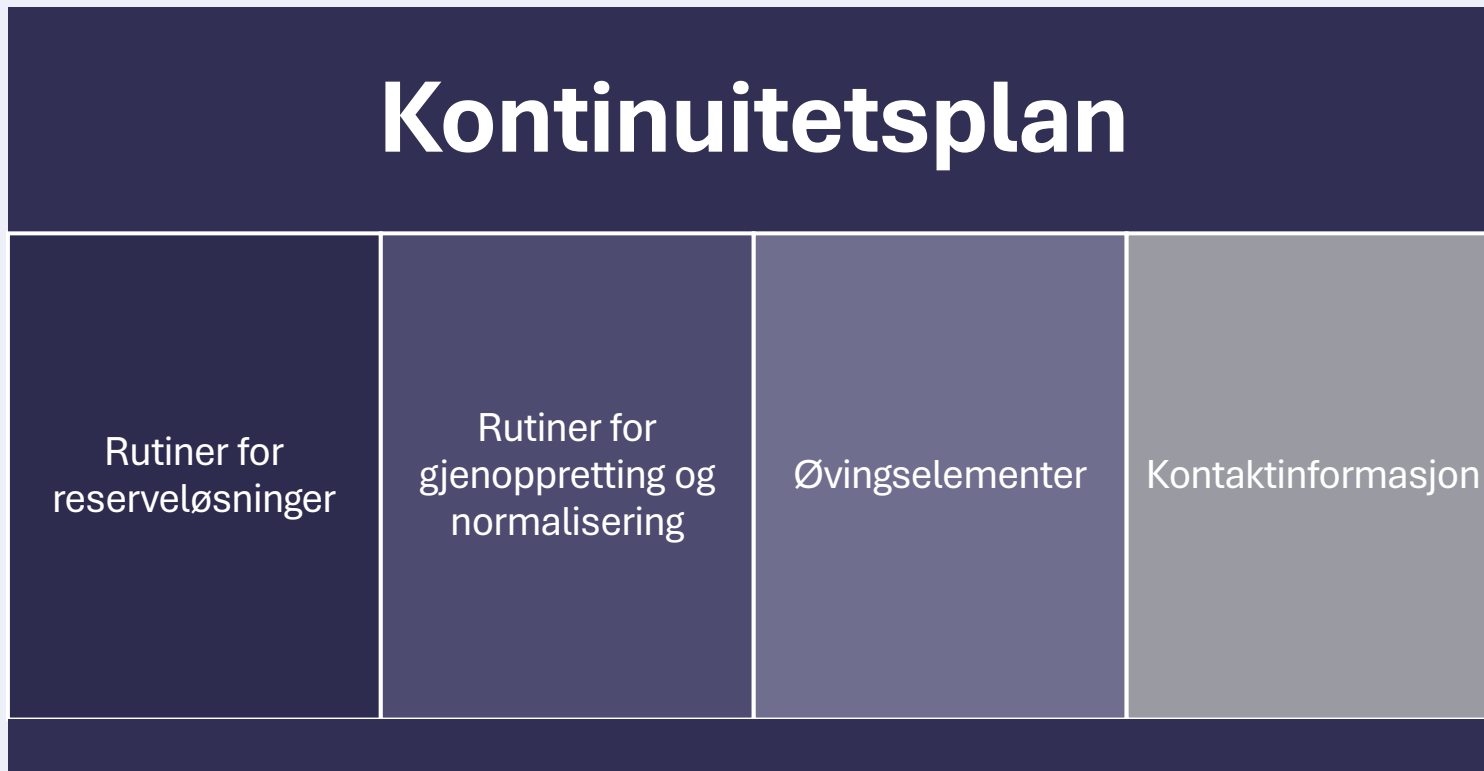 Kontinuitetsplan
Rutiner for
reserveløsninger
Rutiner for
gjenoppretting og
normalisering
Øvingselementer
Kontaktinformasjon